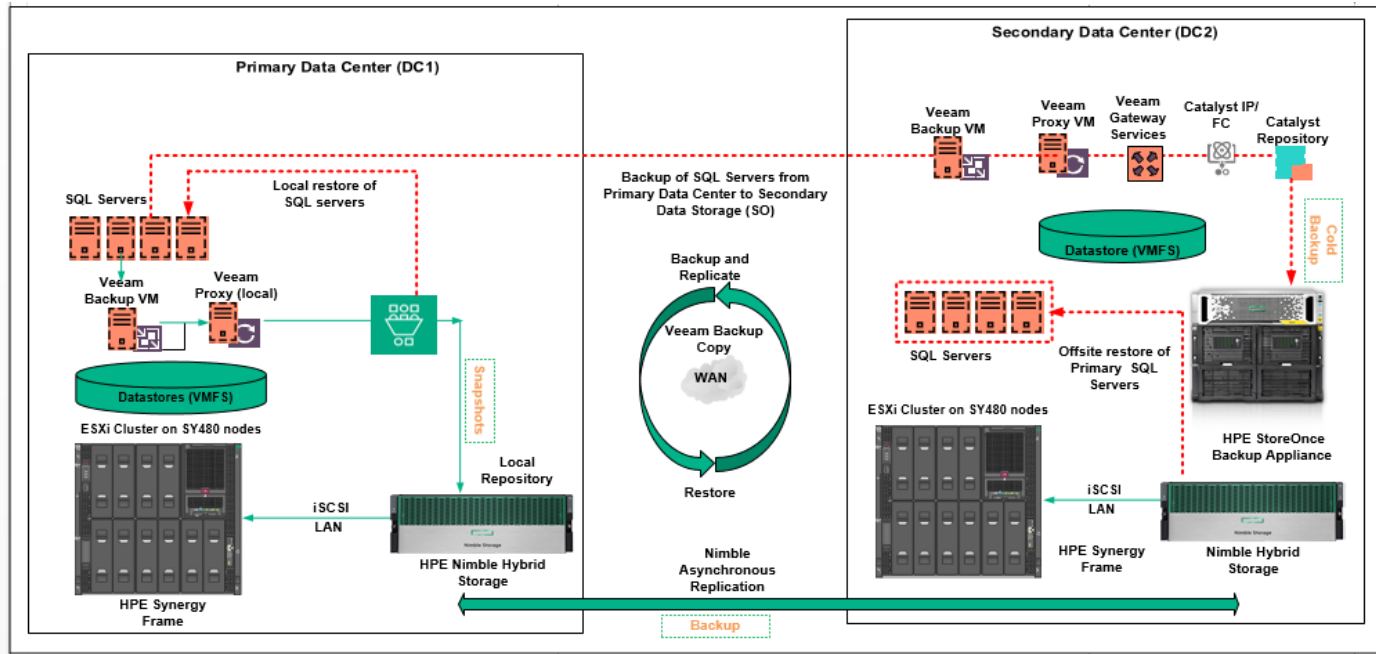 Primary Data Center (DC1)
SQL Servers
Local restore of
SQL servers
Veeam
Backup VM
Veeam
Proxy (local)
Snapshots
Datastores (VMFS)
ESXi Cluster on SY480 nodes
Local
Repository
iSCSI
LAN
Nimble Storage
HPE Nimble Hybrid
Storage
HPE Synergy
Frame
Backup of SQL Servers from
Primary Data Center to Secondary
Data Storage (SO)
Backup and
Replicate
Veeam Backup
Copy
WAN
Restore
Nimble
Asynchronous
Replication
Backup
Secondary Data Center (DC2)
Veeam
Backup VM
Veeam
Proxy VM
Veeam
Gateway
Services
Catalyst IP/
FC
Catalyst
Repository
Datastore (VMFS)
Cold
Backup
SQL Servers
Offsite restore of
Primary SQL
Servers
ESXi Cluster on SY480 nodes
HPE StoreOnce
Backup Appliance
iSCSI
LAN
Nimble Storage
HPE Synergy
Frame
Nimble Hybrid
Storage